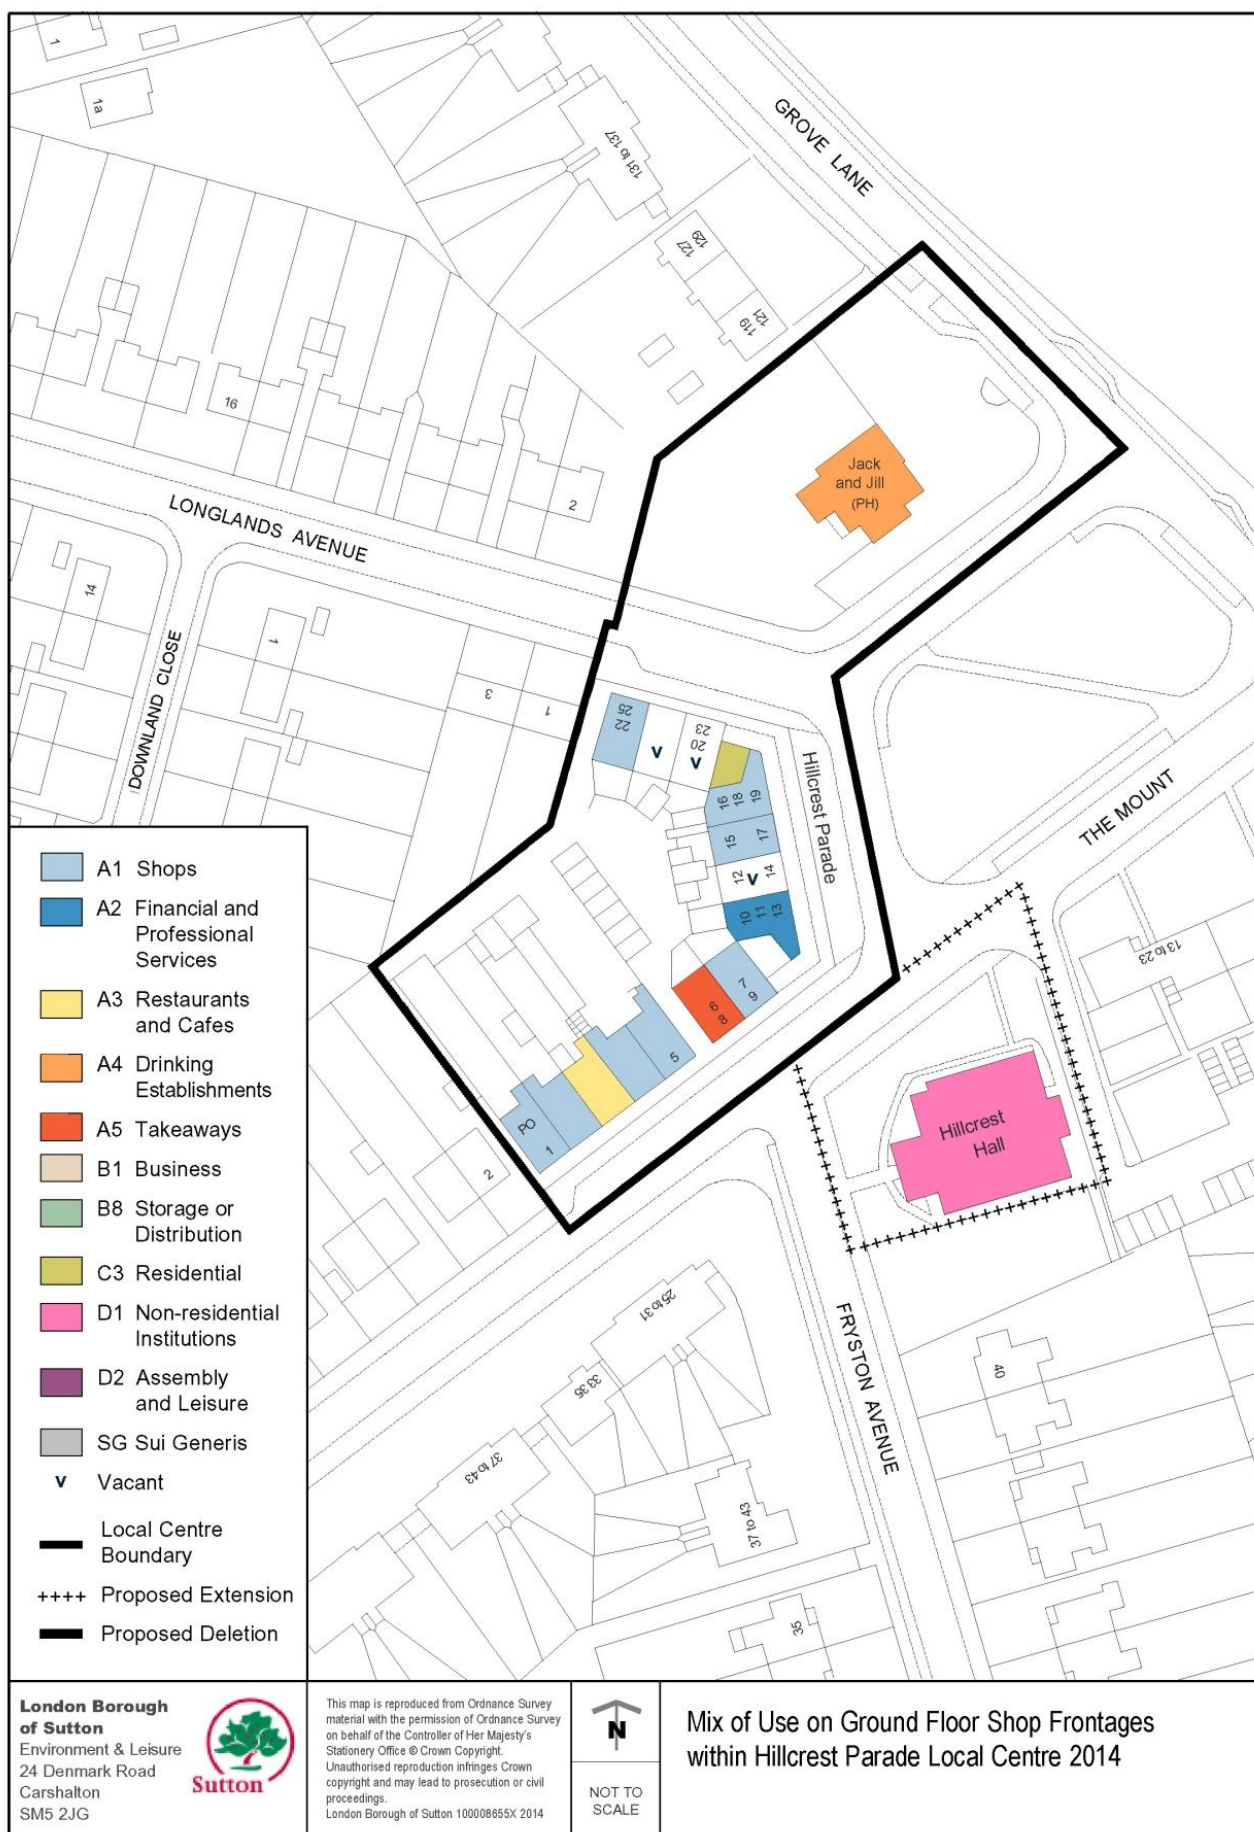 GROVE LANE
1
1a
131 to 137
129
127
121
119
16
2
LONGLANDS AVENUE
Jack
and Jill
(PH)
14
1
DOWNLAND CLOSE
3
1
25
22
v
23
20
v
16
18
19
15
17
12
14
v
10
11
13
7
9
6
8
5
PO
1
2
Hillcrest Parade
THE MOUNT
13 to 23
Hillcrest
Hall
FRYSTON AVENUE
25 to 31
33 35
37 to 43
37 to 43
40
35
A1 Shops
A2 Financial and
Professional
Services
A3 Restaurants
and Cafes
A4 Drinking
Establishments
A5 Takeaways
B1 Business
B8 Storage or
Distribution
C3 Residential
D1 Non-residential
Institutions
D2 Assembly
and Leisure
SG Sui Generis
v Vacant
Local Centre
Boundary
++++ Proposed Extension
Proposed Deletion
London Borough
of Sutton
Environment & Leisure
24 Denmark Road
Carshalton
SM5 2JG
Sutton
This map is reproduced from Ordnance Survey
material with the permission of Ordnance Survey
on behalf of the Controller of Her Majesty's
Stationery Office © Crown Copyright.
Unauthorised reproduction infringes Crown
copyright and may lead to prosecution or civil
proceedings.
London Borough of Sutton 100008655X 2014
N
NOT TO
SCALE
Mix of Use on Ground Floor Shop Frontages
within Hillcrest Parade Local Centre 2014